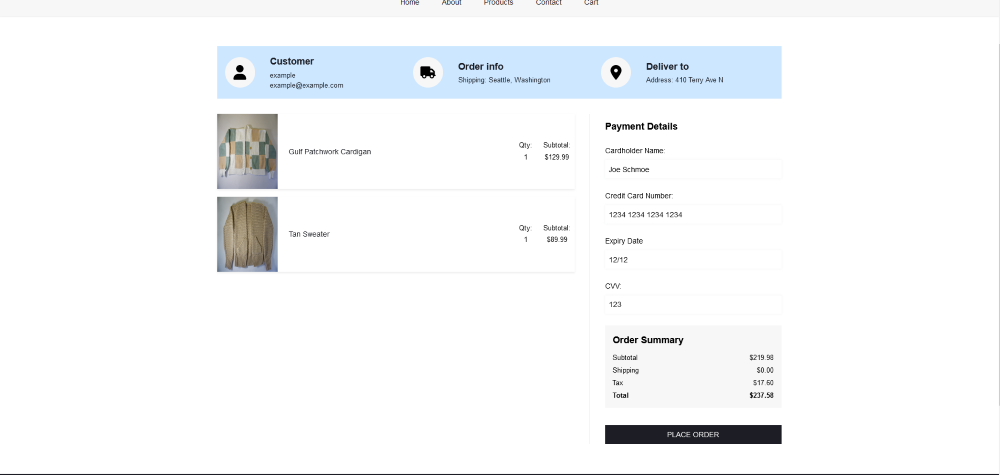 Home About Products Contact Cart
Customer
example
example@example.com
Order info
Shipping: Seattle, Washington
Deliver to
Address: 410 Terry Ave N
Gulf Patchwork Cardigan
Qty: Subtotal:
1 $129.99
Tan Sweater
Qty: Subtotal:
1 $89.99
Payment Details
Cardholder Name:
Joe Schmoe
Credit Card Number:
1234 1234 1234 1234
Expiry Date
12/12
CVV:
123
Order Summary
Subtotal $219.98
Shipping $0.00
Tax $17.60
Total $237.58
PLACE ORDER